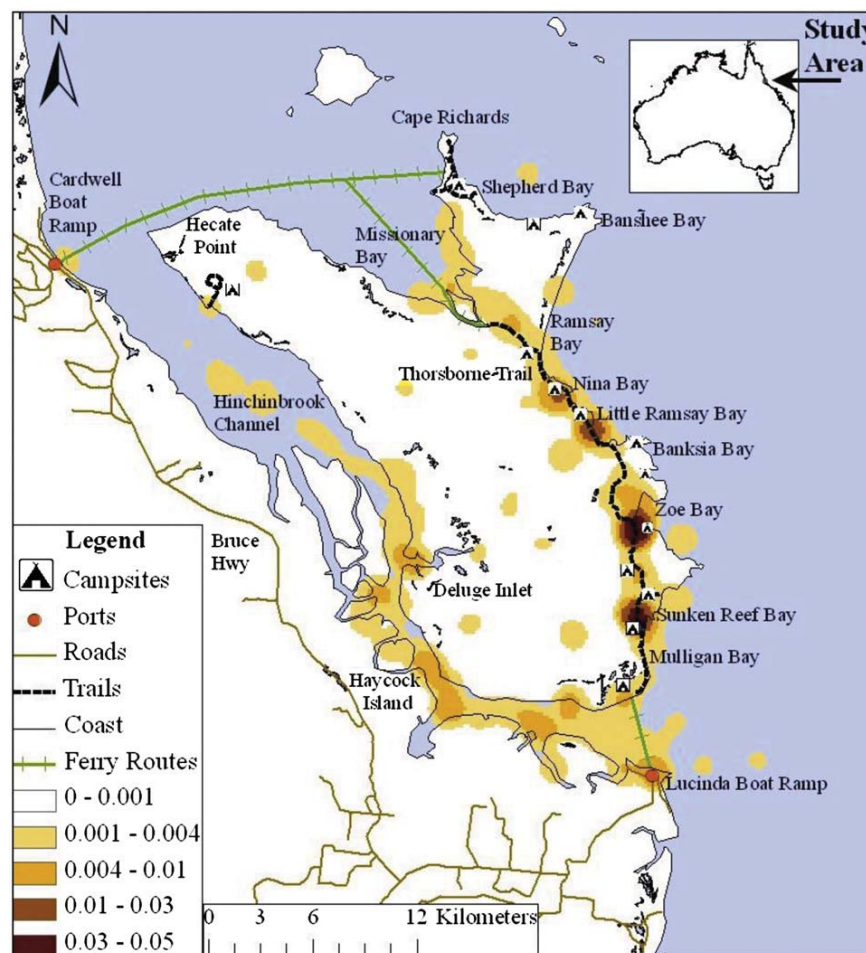 N
Study
Area
Cape Richards
Cardwell
Boat
Ramp
Shepherd Bay
Hecate
Point
Missionary
Bay
Banshee Bay
Ramsay
Bay
Thorsborne-Trail
Nina Bay
Hinchinbrook
Channel
Little Ramsay Bay
Banksia Bay
Zoe Bay
Bruce
Hwy
Deluge Inlet
Sunken Reef Bay
Mulligan Bay
Haycock
Island
Lucinda Boat Ramp
Legend
Campsites
Ports
Roads
Trails
Coast
Ferry Routes
0 - 0.001
0.001 - 0.004
0.004 - 0.01
0.01 - 0.03
0.03 - 0.05
0 3 6 12 Kilometers